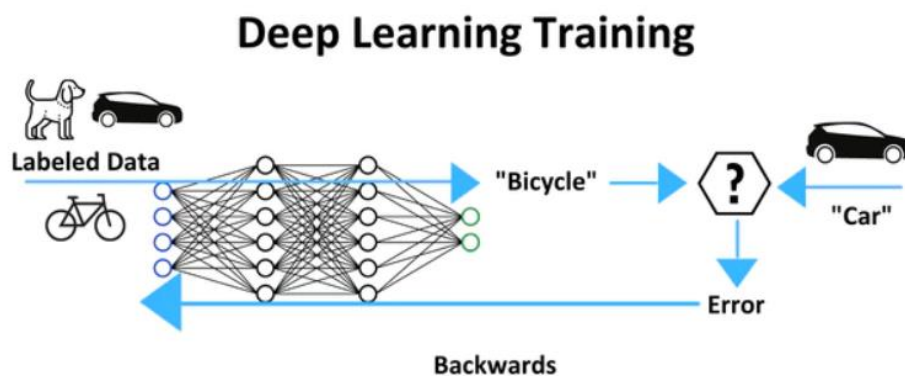 Deep Learning Training
Labeled Data
"Bicycle"
?
"Car"
Error
Backwards